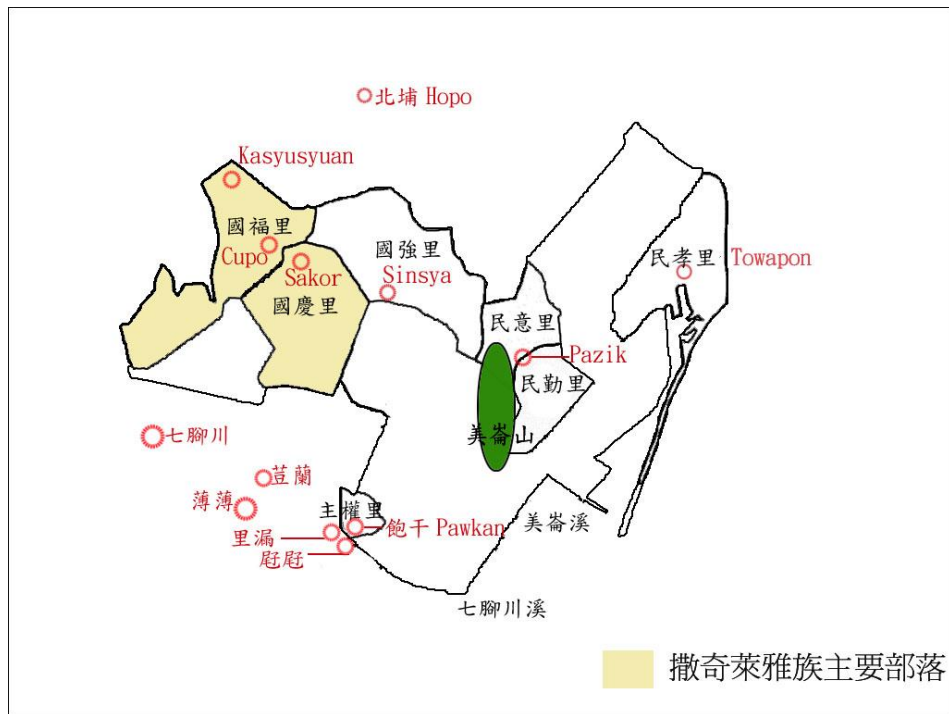 北埔 Hopo
Kasyusyuan
國福里
Cupo
Sakor
國慶里
國強里
Sinsya
民孝里
Towapon
民意里
Pazik
民勤里
美崙山
七腳川
荳蘭
薄薄
主權里
里漏
飽干 Pawkan
屘屘
美崙溪
七腳川溪
撒奇萊雅族主要部落